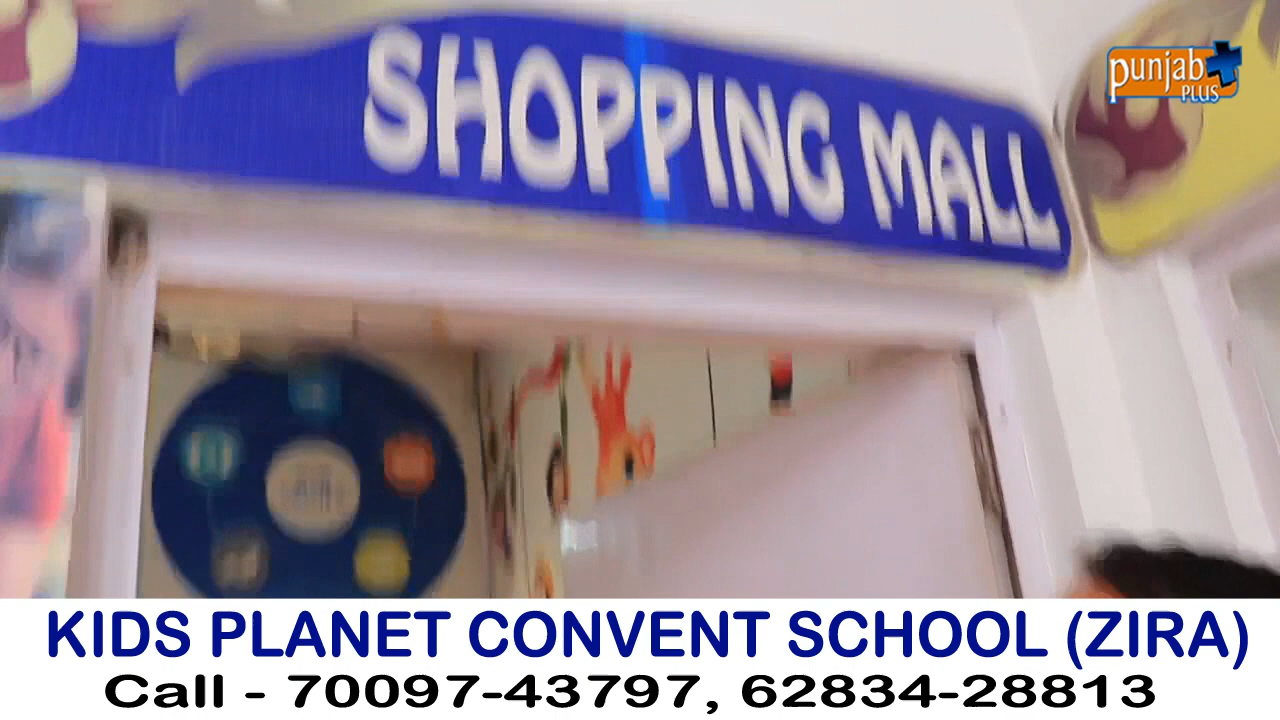 punjab
PLUS
SHOPPING MALL
KIDS PLANET CONVENT SCHOOL (ZIRA)
Call - 70097-43797, 62834-28813